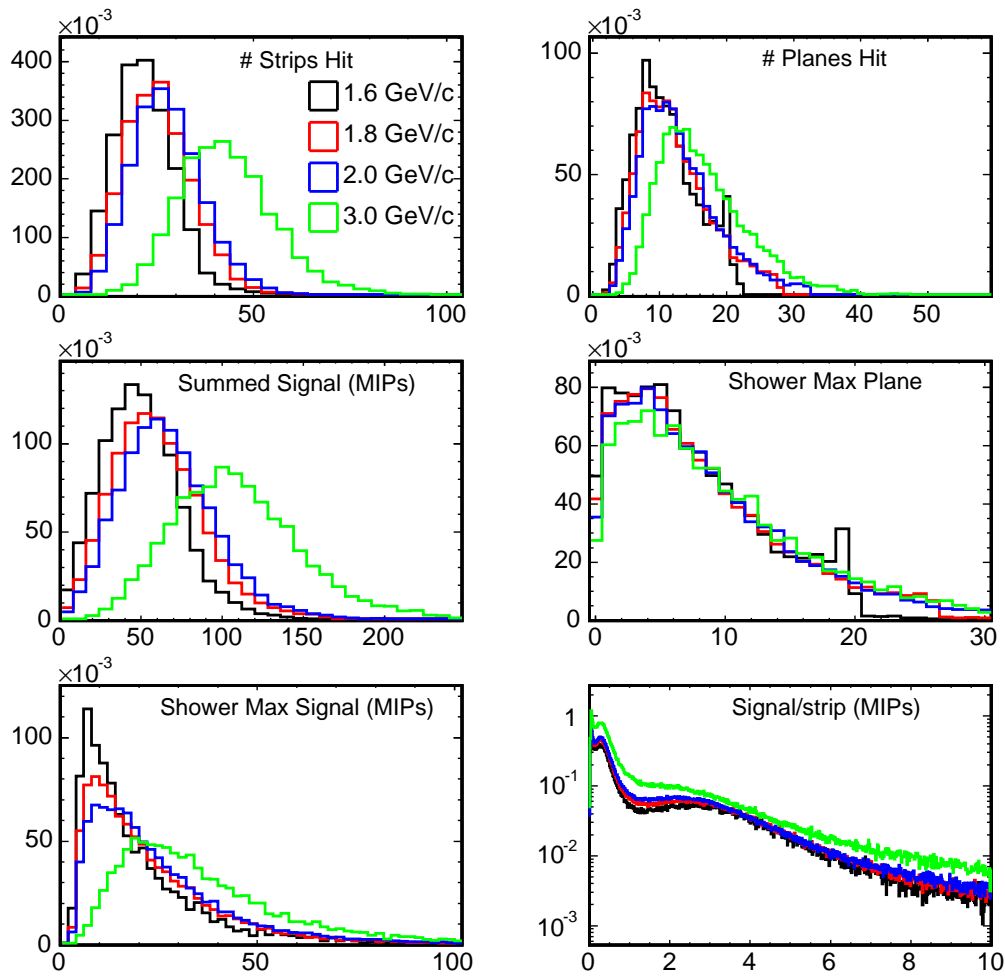 ×10⁻³
# Strips Hit
400
300
200
100
0
0 50 100
1.6 GeV/c
1.8 GeV/c
2.0 GeV/c
3.0 GeV/c
×10⁻³
# Planes Hit
100
50
0
0 10 20 30 40 50
×10⁻³
Summed Signal (MIPs)
100
50
0
0 50 100 150 200
×10⁻³
Shower Max Plane
80
60
40
20
0
0 10 20 30
×10⁻³
Shower Max Signal (MIPs)
100
50
0
50 100
Signal/strip (MIPs)
1
10⁻¹
10⁻²
10⁻³
0 2 4 6 8 10